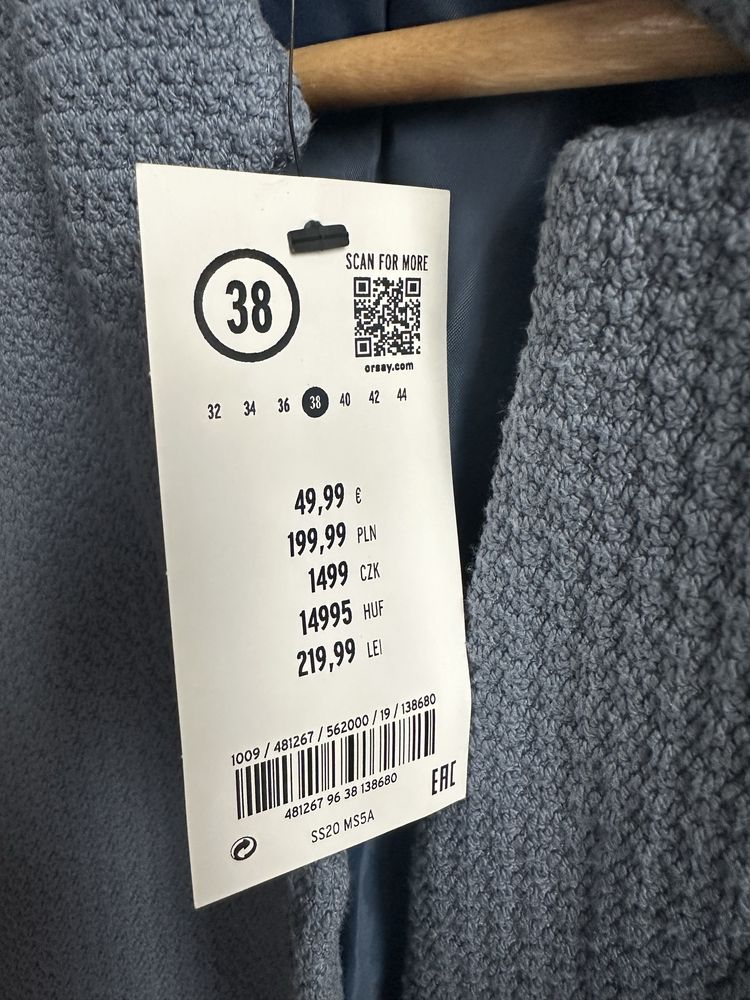 SCAN FOR MORE
38
orsay.com
32 34 36 38 40 42 44
49,99 €
199,99 PLN
1499 CZK
14995 HUF
219,99 LEI
1009 / 481267 / 562000 / 19 / 138680
481267 96 38 138680
EAC
SS20 MS5A